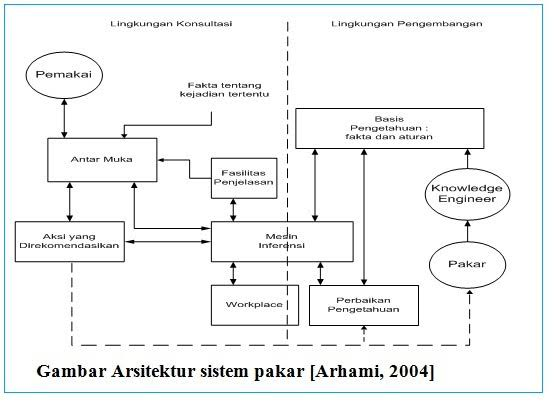 Lingkungan Konsultasi
Lingkungan Pengembangan
Pemakai
Fakta tentang
kejadian tertentu
Basis
Pengetahuan :
fakta dan aturan
Antar Muka
Fasilitas
Penjelasan
Knowledge
Engineer
Aksi yang
Direkomendasikan
Mesin
Inferensi
Pakar
Workplace
Perbaikan
Pengetahuan
Gambar Arsitektur sistem pakar [Arhami, 2004]